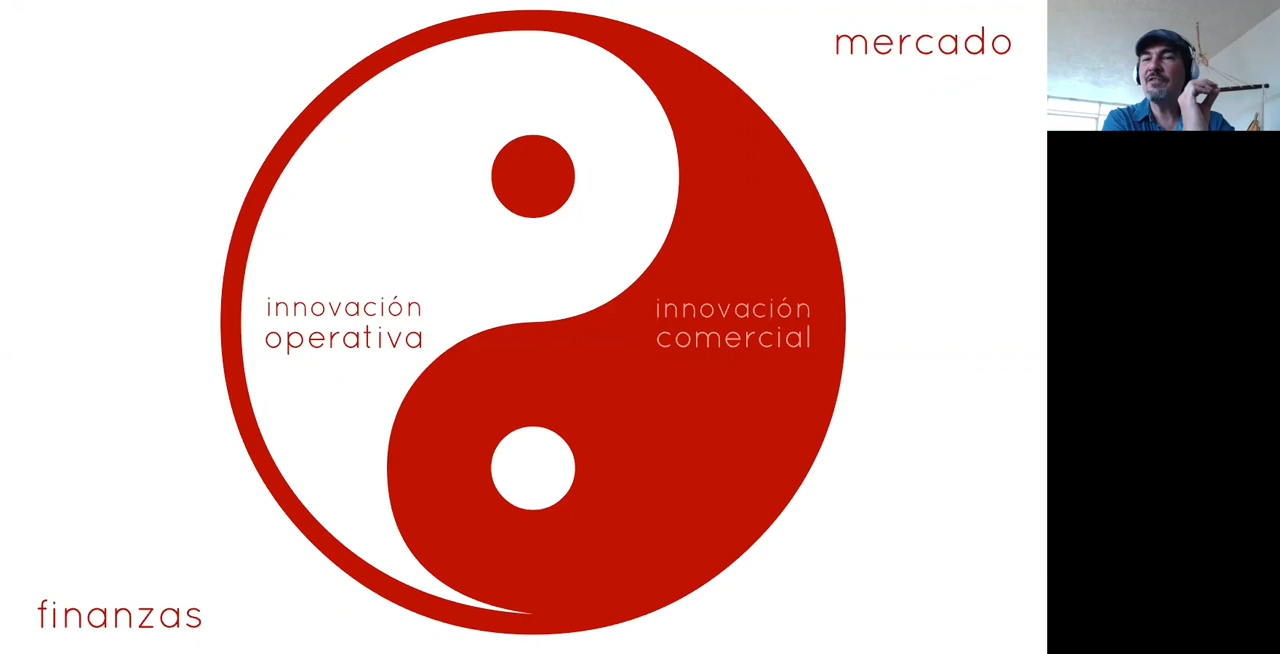 mercado
innovación
operativa
innovación
comercial
finanzas